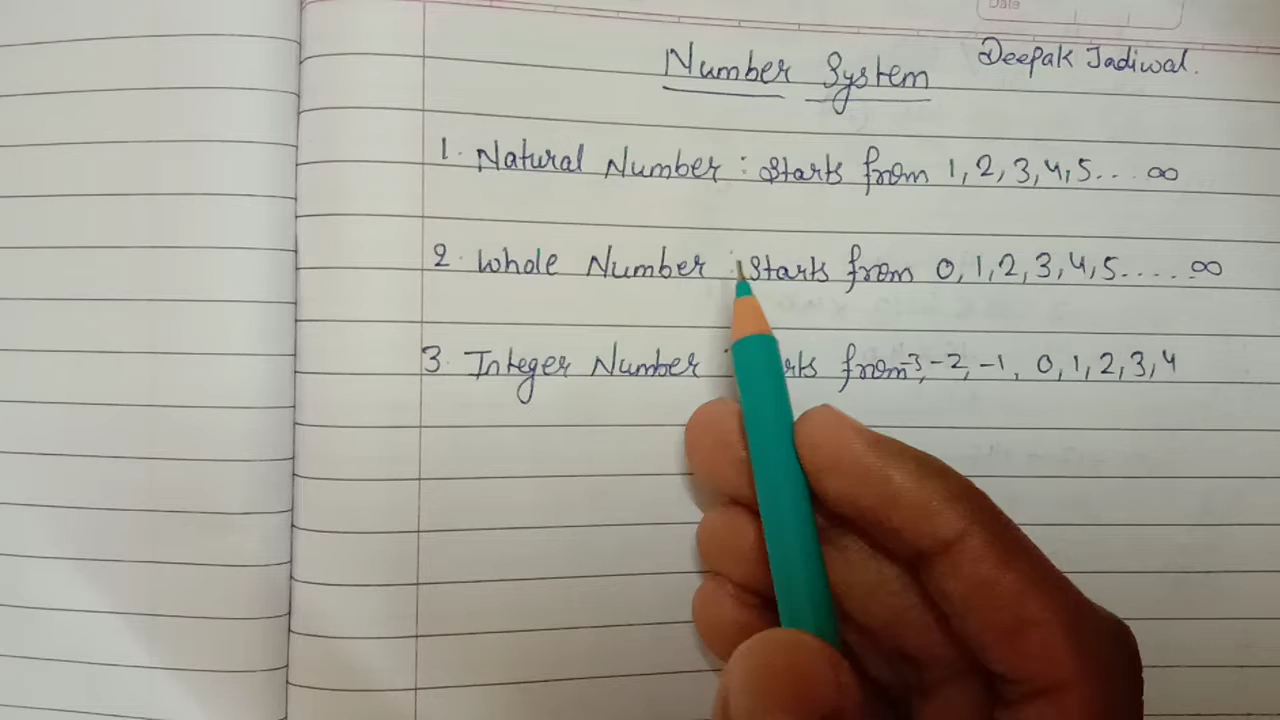 Date
Number System Deepak Jadiwal.
1. Natural Number : Starts from 1, 2, 3, 4, 5... ∞
2. Whole Number : Starts from 0, 1, 2, 3, 4, 5..... ∞
3. Integer Number : from -3, -2, -1, 0, 1, 2, 3, 4